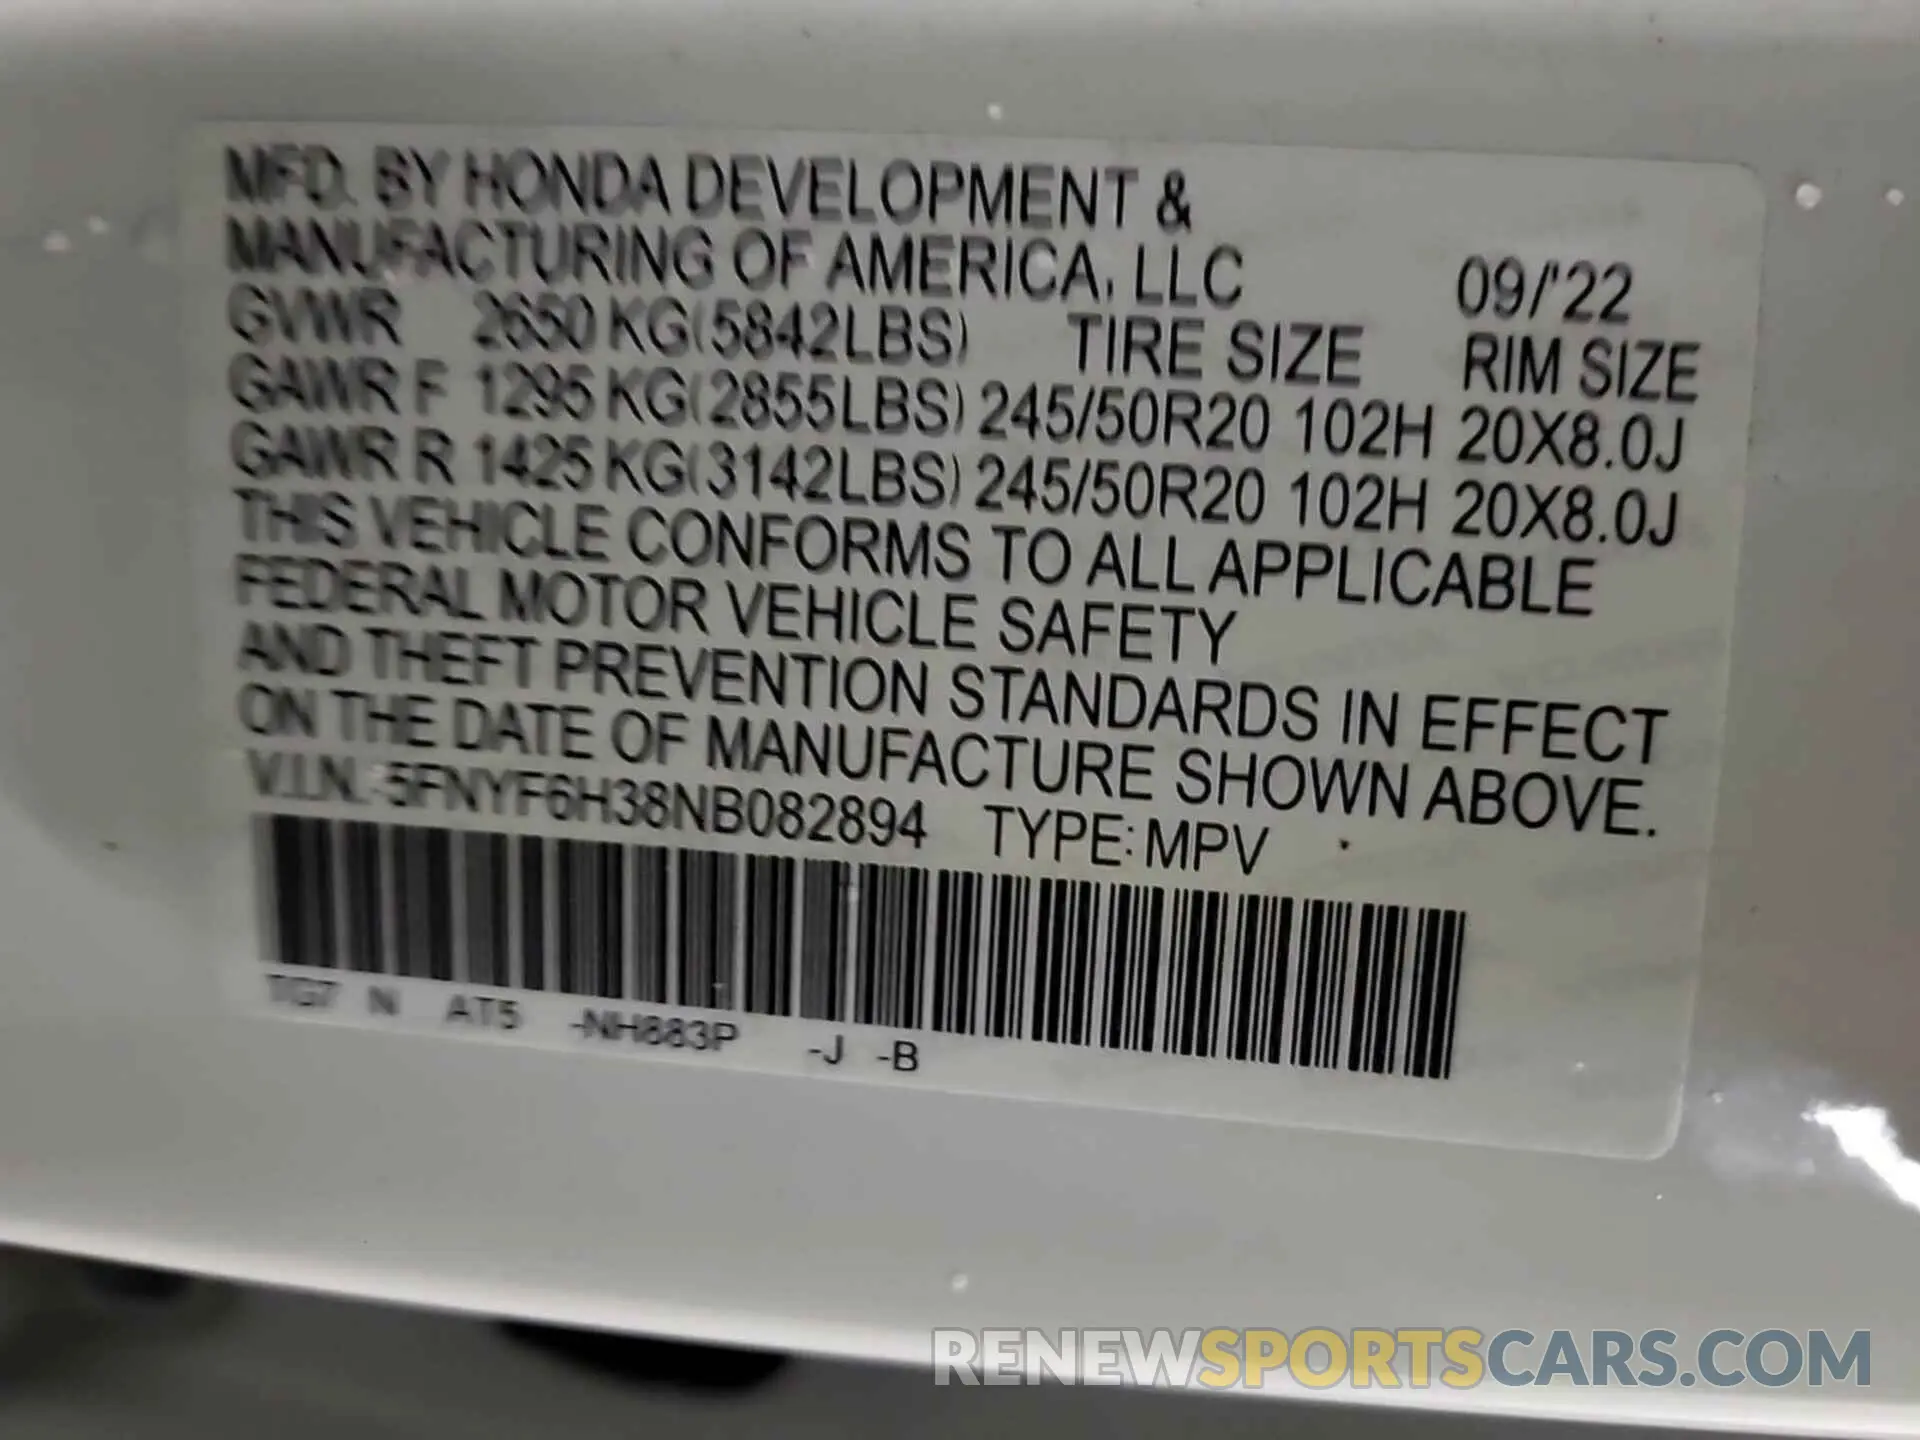 MFD. BY HONDA DEVELOPMENT &
MANUFACTURING OF AMERICA, LLC 09/'22
GVWR 2650 KG(5842LBS) TIRE SIZE RIM SIZE
GAWR F 1295 KG(2855LBS) 245/50R20 102H 20X8.0J
GAWR R 1425 KG(3142LBS) 245/50R20 102H 20X8.0J
THIS VEHICLE CONFORMS TO ALL APPLICABLE
FEDERAL MOTOR VEHICLE SAFETY
AND THEFT PREVENTION STANDARDS IN EFFECT
ON THE DATE OF MANUFACTURE SHOWN ABOVE.
V.I.N. 5FNYF6H38NB082894 TYPE: MPV
TG7 N AT5 -NH883P -J -B
RENEWSPORTSCARS.COM